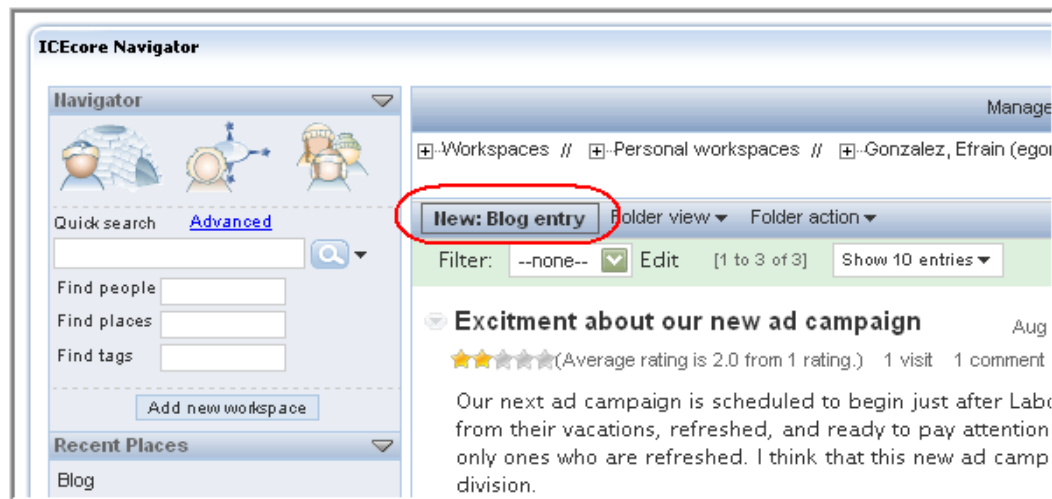 ICEcore Navigator
Navigator
Quick search Advanced
Find people
Find places
Find tags
Add new workspace
Recent Places
Blog
Manage
Workspaces // Personal workspaces // Gonzalez, Efrain (egon
New: Blog entry Folder view Folder action
Filter: --none-- Edit [1 to 3 of 3] Show 10 entries
Excitment about our new ad campaign Aug
(Average rating is 2.0 from 1 rating.) 1 visit 1 comment
Our next ad campaign is scheduled to begin just after Labo
from their vacations, refreshed, and ready to pay attention
only ones who are refreshed. I think that this new ad camp
division.